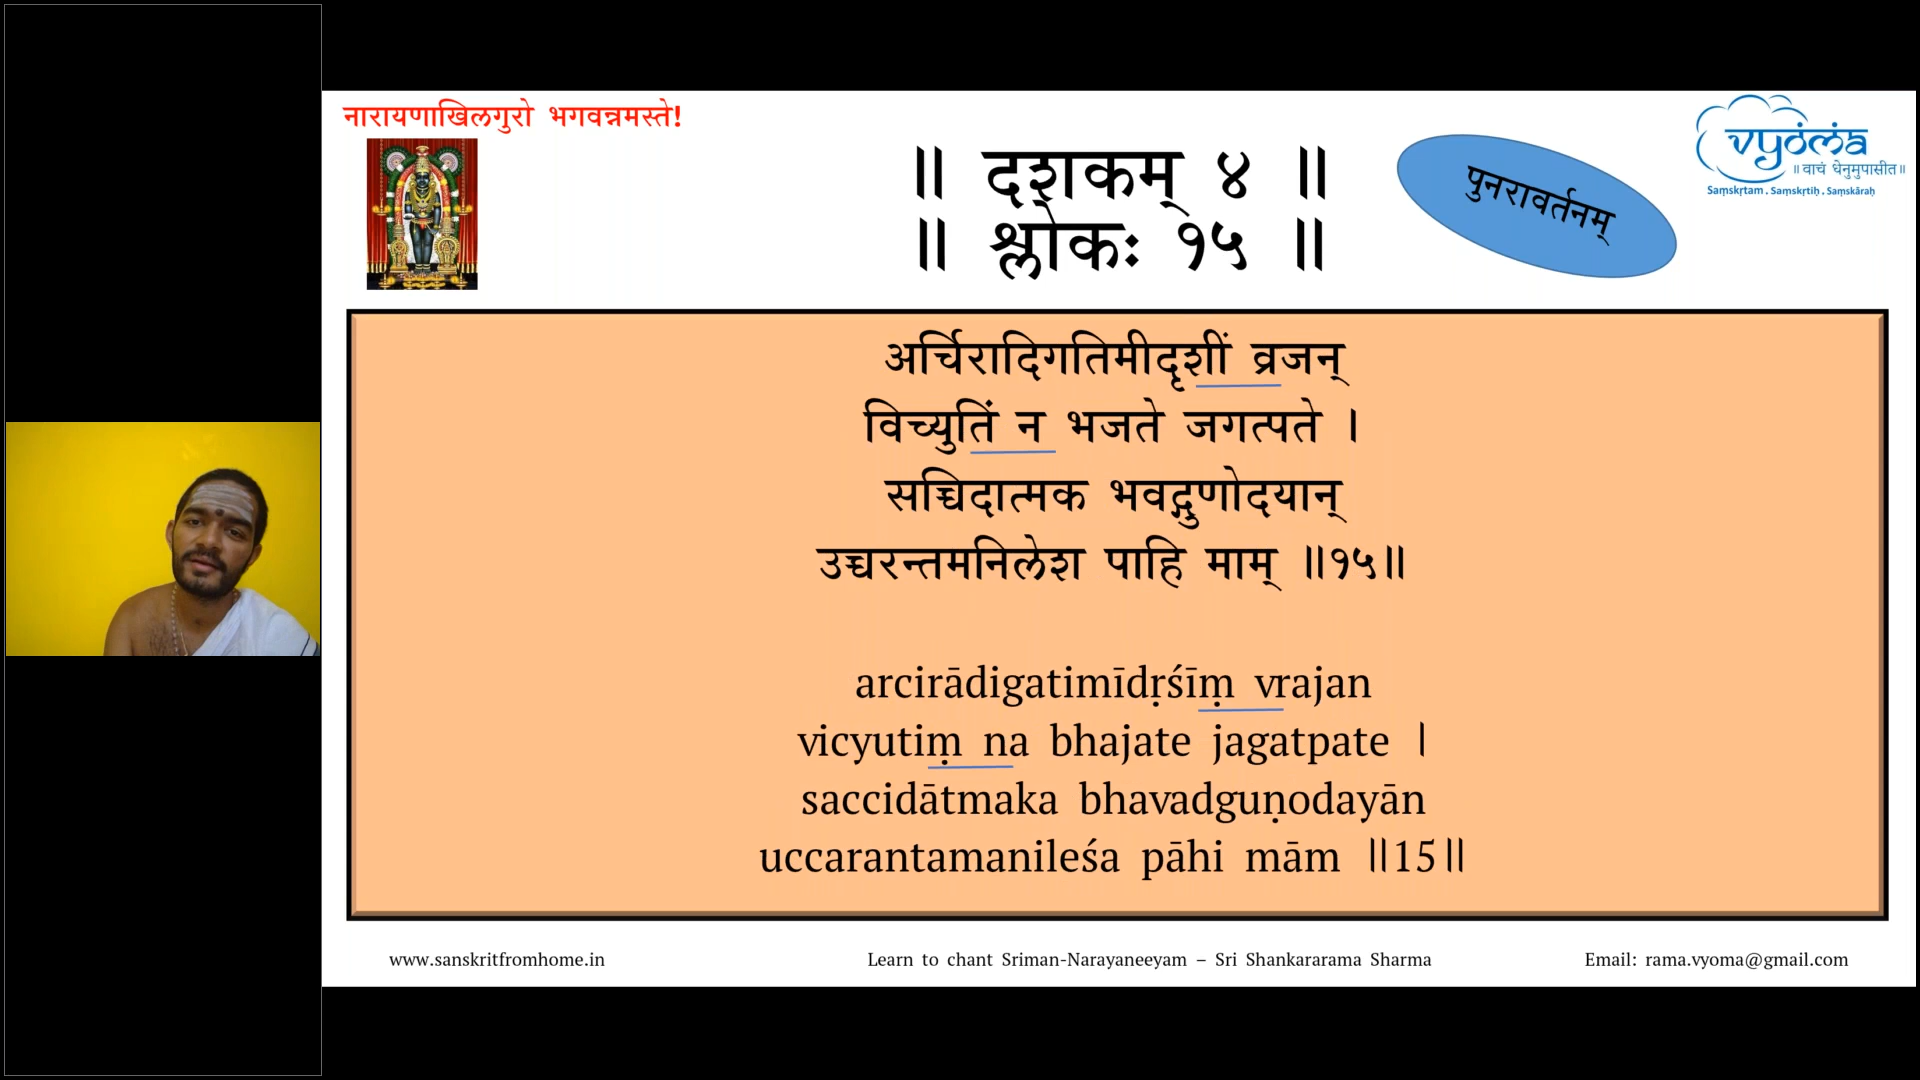 नारायणाखिलगुरो भगवन्नमस्ते!
॥ दशकम् ४ ॥
॥ श्लोकः १५ ॥
पुनरावर्तनम्
vyoma
॥वाचं धेनुमुपासीत॥
Saṃskṛtam . Saṃskṛtiḥ . Saṃskāraḥ
अर्चिरादिगतिमीदृशीं व्रजन्
विच्युतिं न भजते जगत्पते ।
सच्चिदात्मक भवद्गुणोदयान्
उच्चरन्तमनिलेश पाहि माम् ॥१५॥
arcirādigatimīdṛśīṃ vrajan
vicyutiṃ na bhajate jagatpate ।
saccidātmaka bhavadguṇodayān
uccarantamanileśa pāhi mām ॥15॥
www.sanskritfromhome.in
Learn to chant Sriman-Narayaneeyam – Sri Shankararama Sharma
Email: rama.vyoma@gmail.com